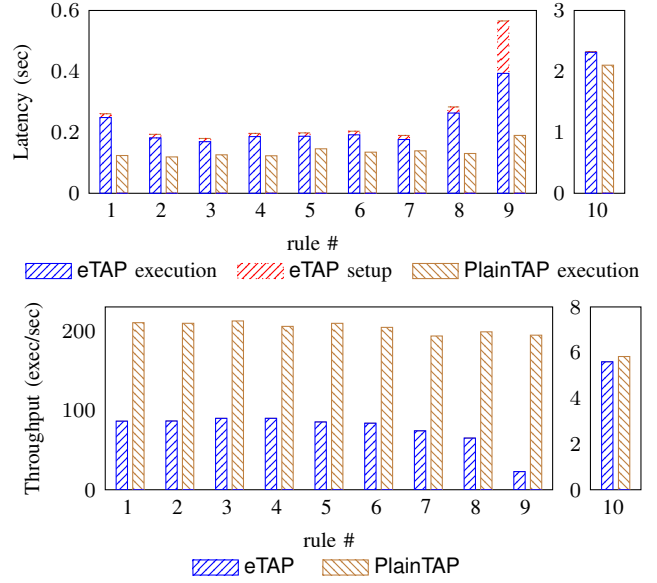 Latency (sec)
0.6
0.4
0.2
0
1 2 3 4 5 6 7 8 9
rule #
3
2
1
0
10
eTAP execution eTAP setup PlainTAP execution
Throughput (exec/sec)
200
100
0
1 2 3 4 5 6 7 8 9
rule #
8
6
4
2
0
10
eTAP PlainTAP